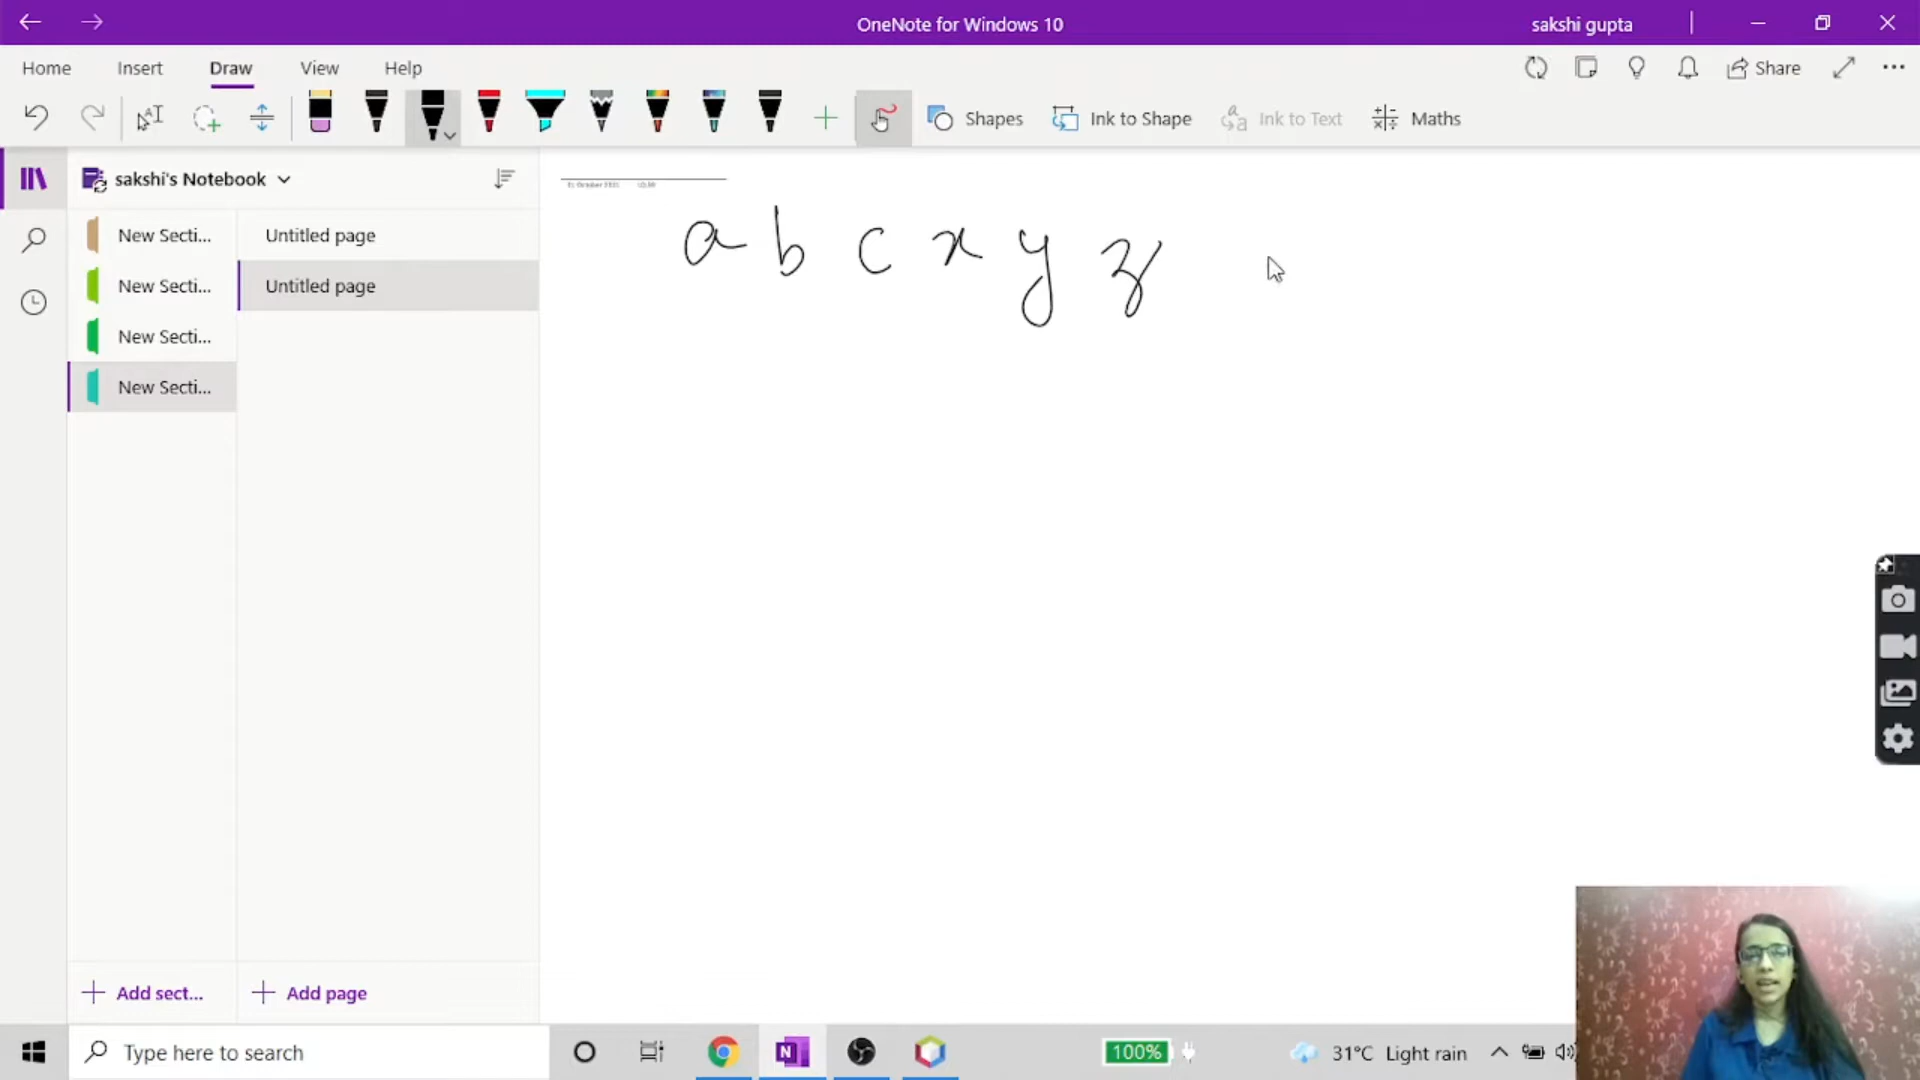 OneNote for Windows 10
sakshi gupta
Home Insert Draw View Help
Share
Shapes Ink to Shape Ink to Text Maths
sakshi's Notebook
New Secti... Untitled page
New Secti... Untitled page
New Secti...
New Secti...
a b c x y z
Add sect... Add page
Type here to search
100%
31°C Light rain